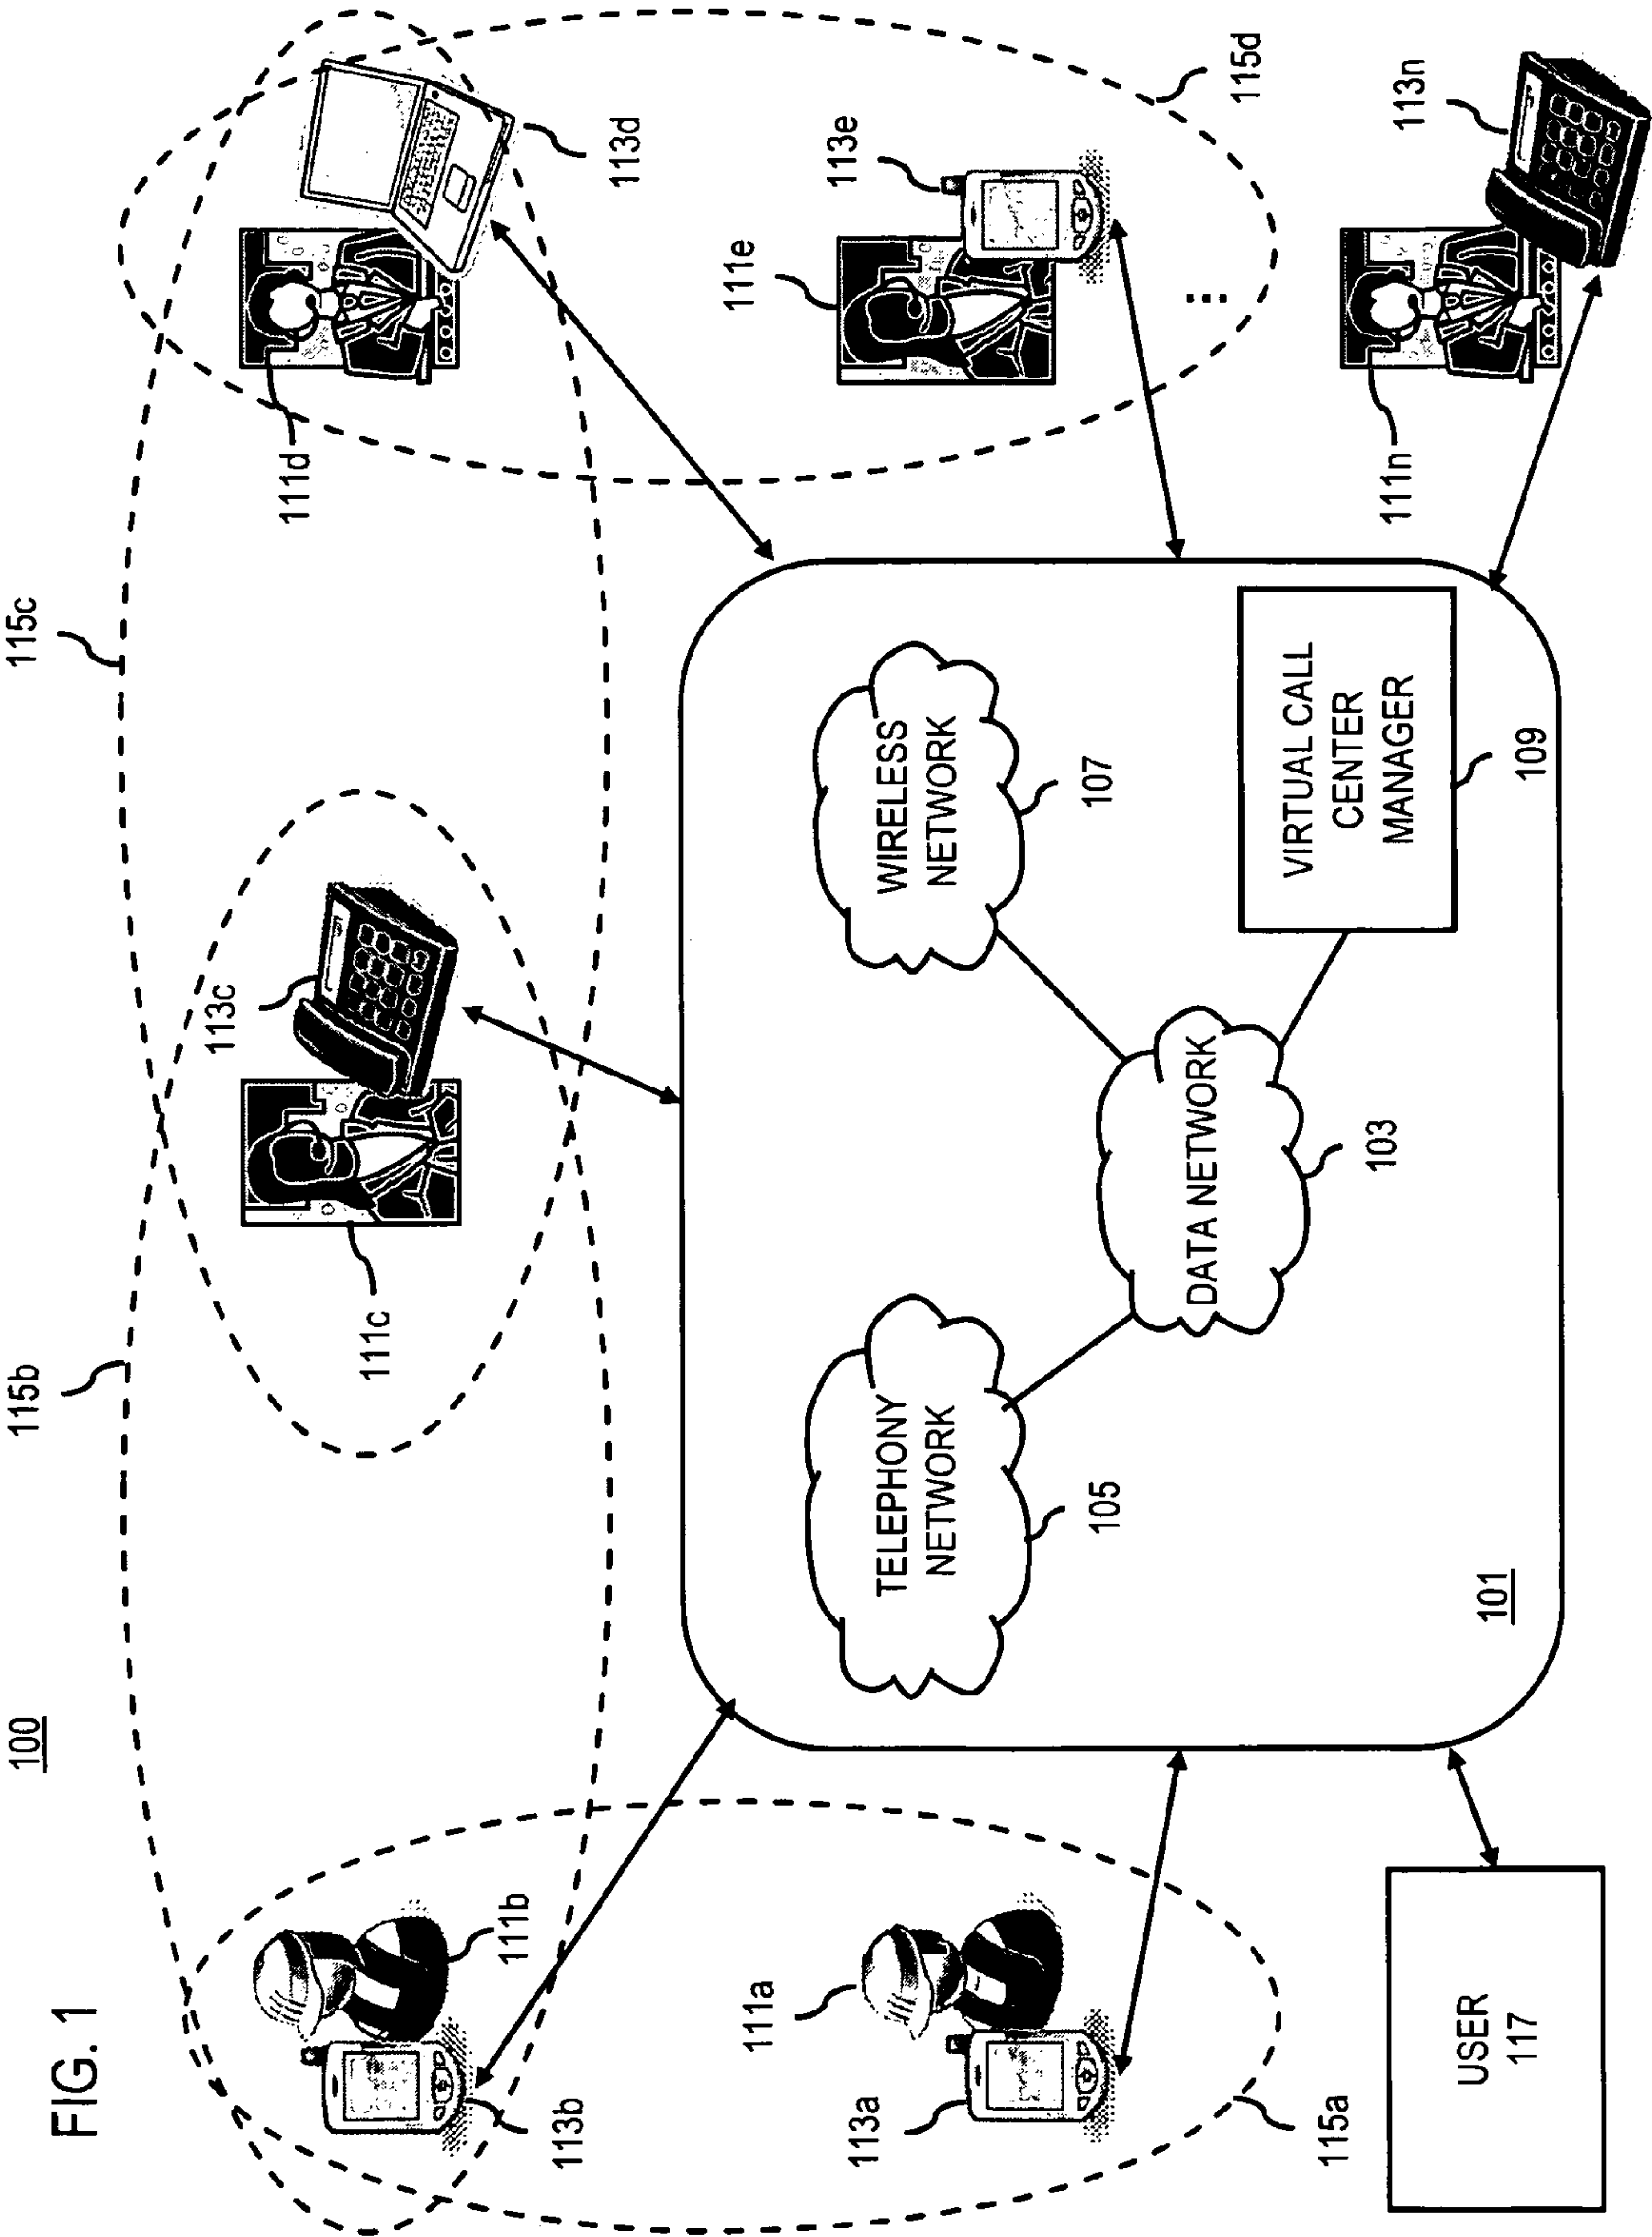 FIG. 1
100
115b
115c
111b
113b
111a
113a
115a
111c
113c
111d
113d
111e
113e
115d
111n
113n
TELEPHONY
NETWORK
105
WIRELESS
NETWORK
107
DATA NETWORK
103
VIRTUAL CALL
CENTER
MANAGER
109
101
USER
117